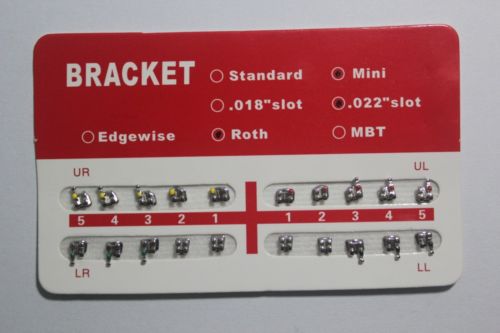 BRACKET
Standard Mini
.018"slot .022"slot
Edgewise Roth MBT
UR UL
5 4 3 2 1 1 2 3 4 5
LR LL